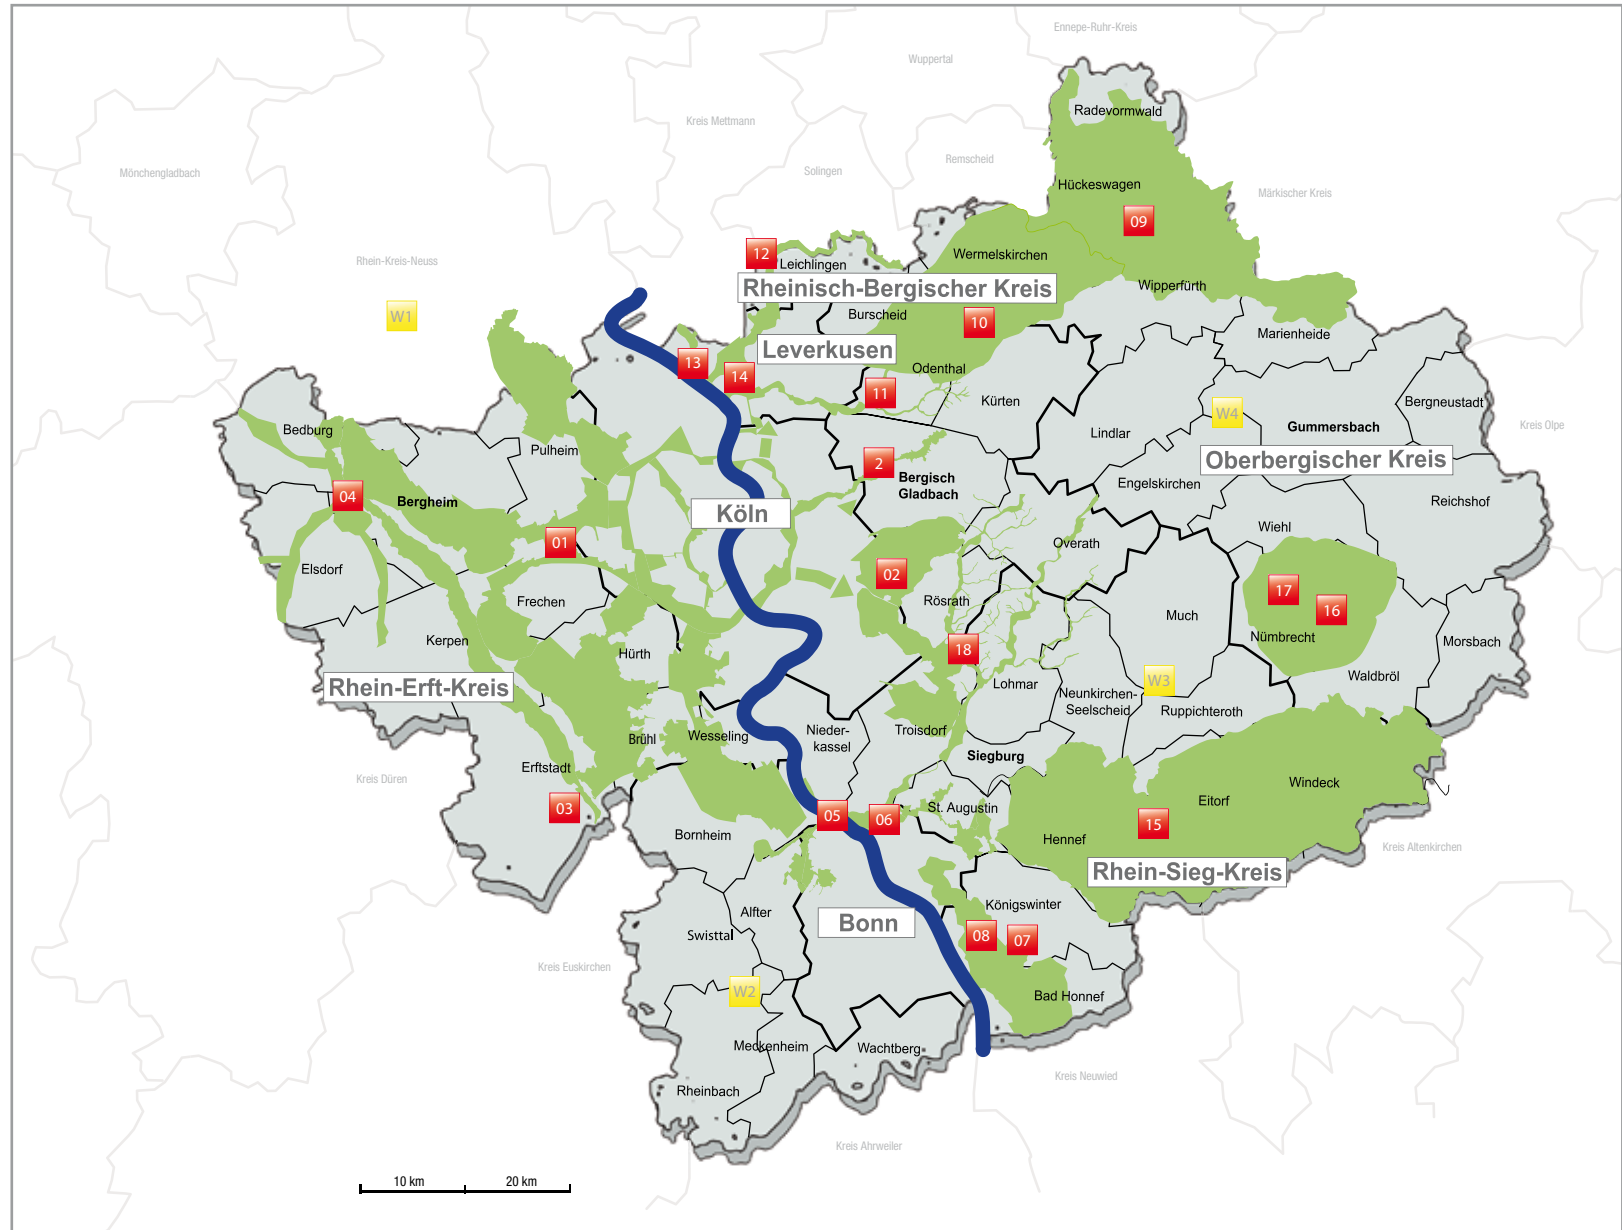 Ennepe-Ruhr-Kreis
Wuppertal
Radevormwald
Kreis Mettmann
Remscheid
Solingen
Mönchengladbach
Hückeswagen
Märkischer Kreis
09
12
Wermelskirchen
Leichlingen
Rhein-Kreis-Neuss
Rheinisch-Bergischer Kreis
Wipperfürth
W1
Burscheid
10
Marienheide
Leverkusen
13
14
Odenthal
11
Kürten
Bergneustadt
W4
Gummersbach
Kreis Olpe
Bedburg
Lindlar
Pulheim
2
Oberbergischer Kreis
Bergisch
Gladbach
Engelskirchen
04
Bergheim
Reichshof
Köln
Wiehl
01
Overath
Elsdorf
02
17
Frechen
Rösrath
16
Much
Kerpen
Nümbrecht
Morsbach
18
Hürth
Waldbröl
Rhein-Erft-Kreis
Lohmar
W3
Neunkirchen-
Seelscheid
Ruppichteroth
Troisdorf
Nieder-
kassel
Brühl
Wesseling
Siegburg
Erftstadt
Kreis Düren
Windeck
Eitorf
03
05
06
St. Augustin
15
Bornheim
Hennef
Kreis Altenkirchen
Rhein-Sieg-Kreis
Königswinter
Alfter
Bonn
Swisttal
08
07
Kreis Euskirchen
W2
Bad Honnef
Meckenheim
Wachtberg
Kreis Neuwied
Rheinbach
Kreis Ahrweiler
10 km
20 km